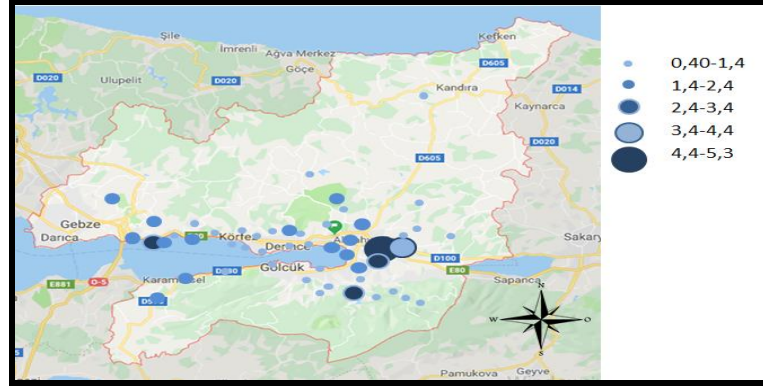 Şile
İmrenli
Ağva Merkez
Göçe
Kefken
D605
D020
Ulupelit
D020
Kandıra
D014
Kaynarca
D020
D605
Gebze
Darıca
Körfez
Derince
Gölcük
D100
E80
Sapanca
E881
O-5
Karamürsel
Pamukova
Geyve
N
W
O
S
0,40-1,4
1,4-2,4
2,4-3,4
3,4-4,4
4,4-5,3